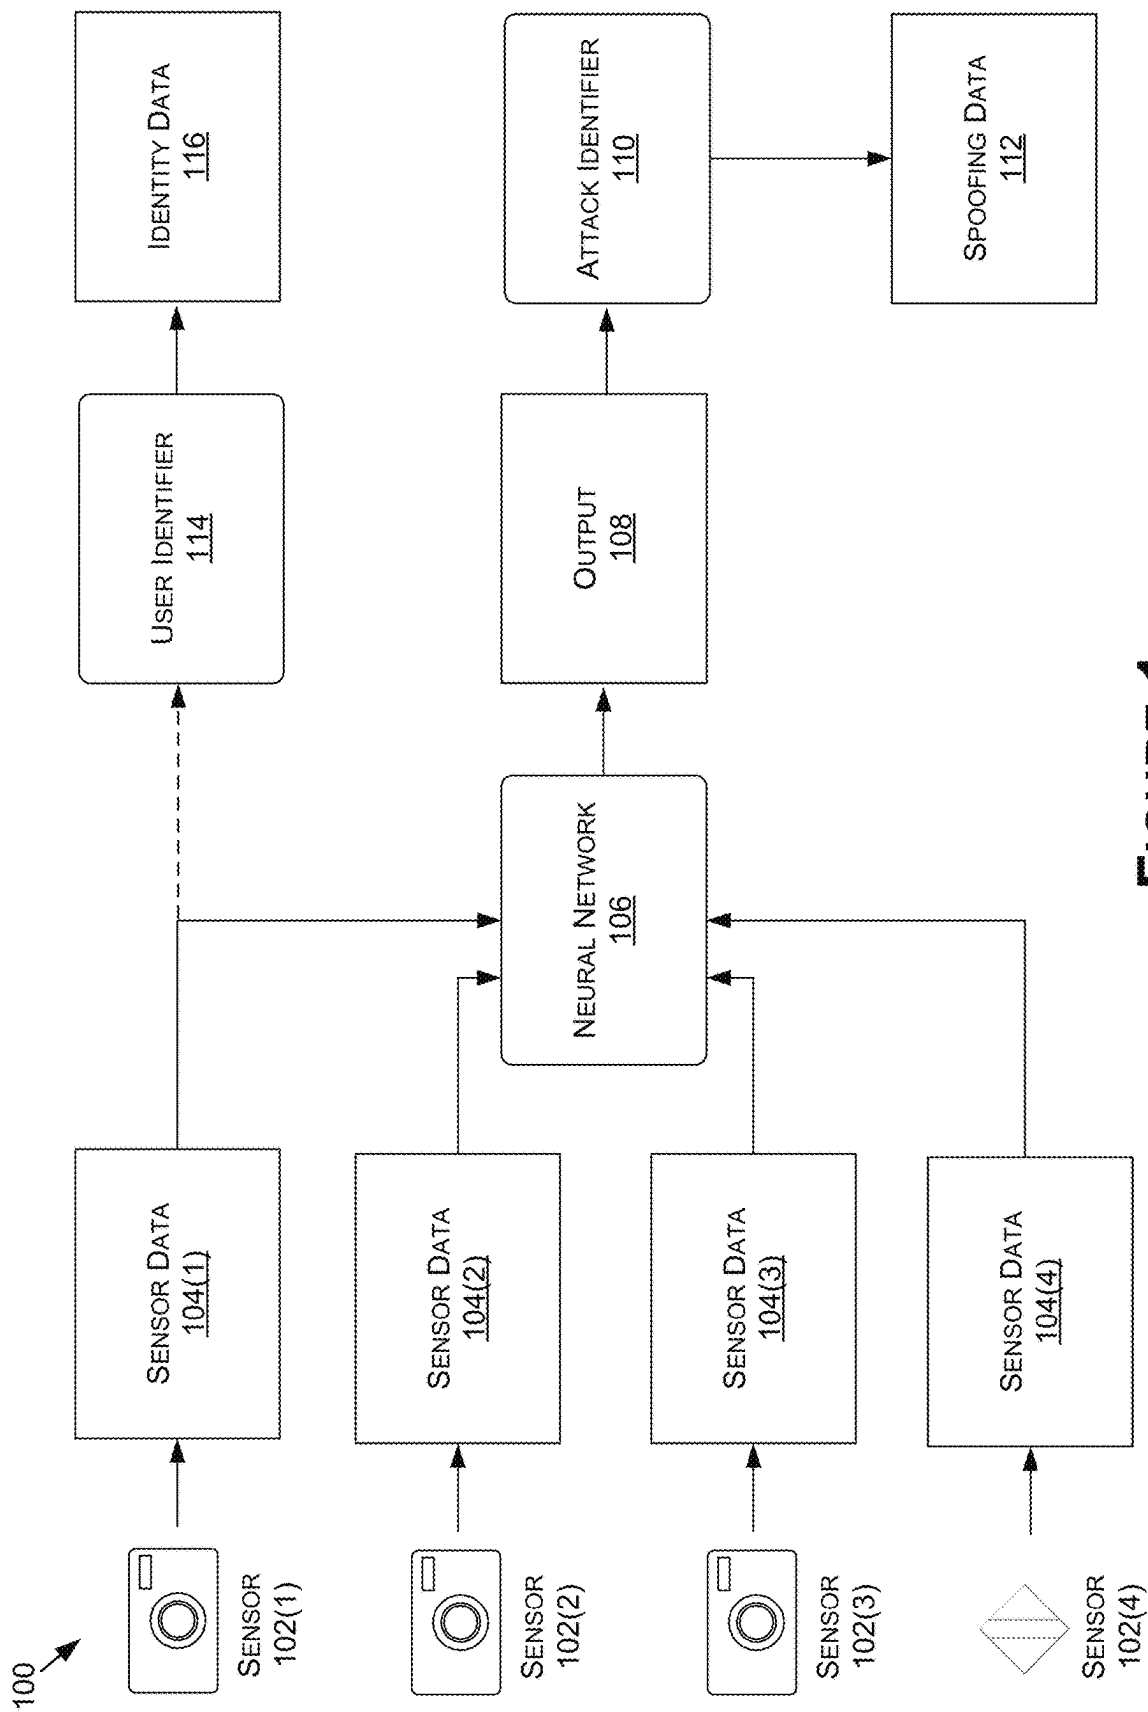 100
SENSOR
102(1)
SENSOR DATA
104(1)
USER IDENTIFIER
114
IDENTITY DATA
116
SENSOR
102(2)
SENSOR DATA
104(2)
NEURAL NETWORK
106
OUTPUT
108
ATTACK IDENTIFIER
110
SENSOR
102(3)
SENSOR DATA
104(3)
SENSOR
102(4)
SENSOR DATA
104(4)
SPOOFING DATA
112